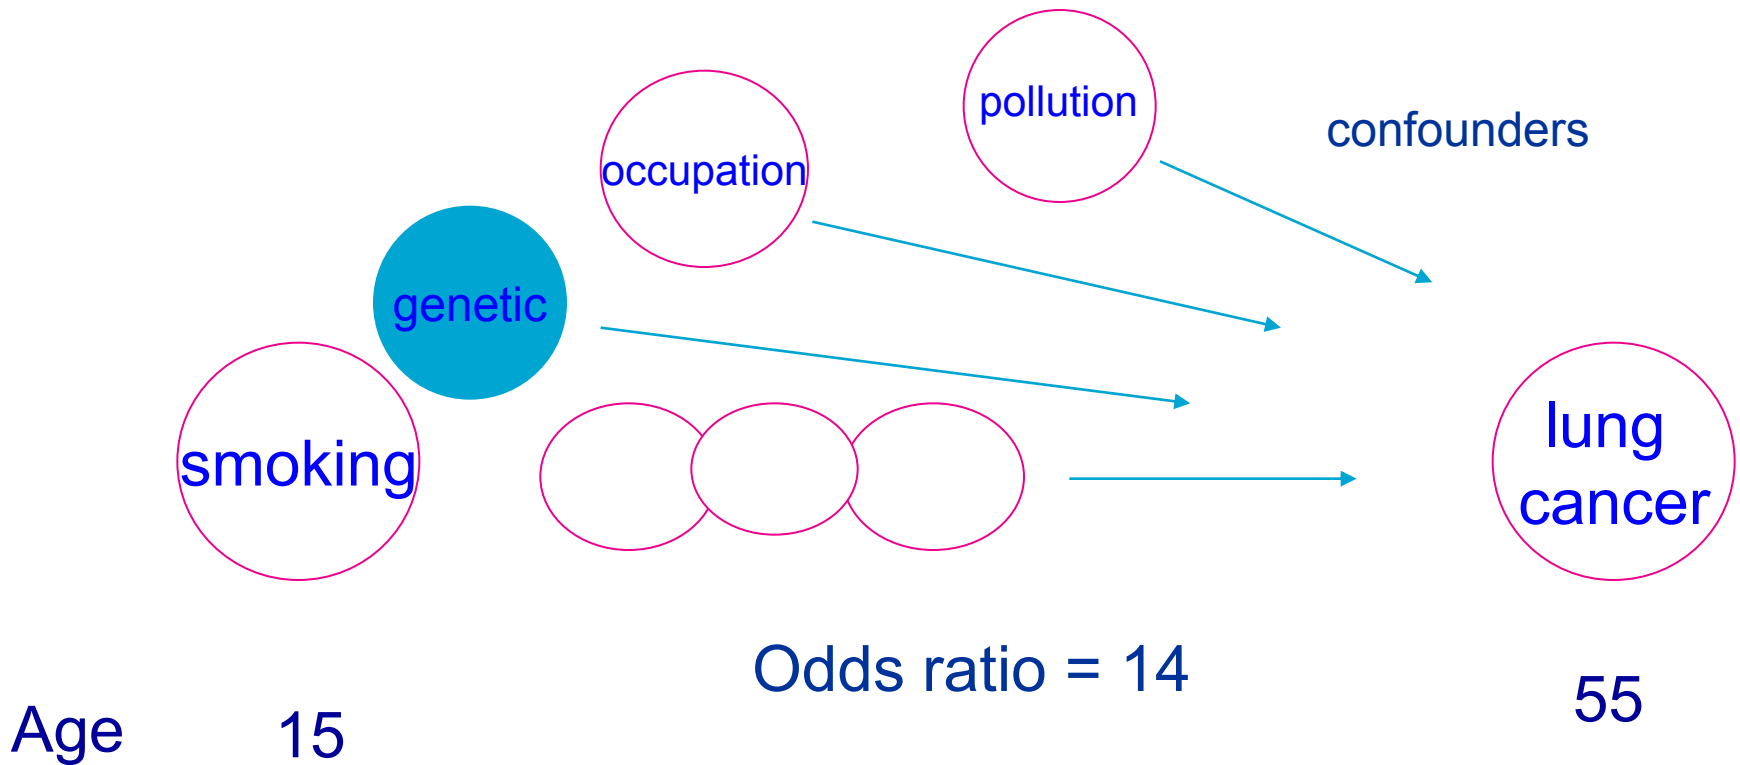 pollution
confounders
occupation
genetic
smoking
lung
cancer
Odds ratio = 14
55
Age 15